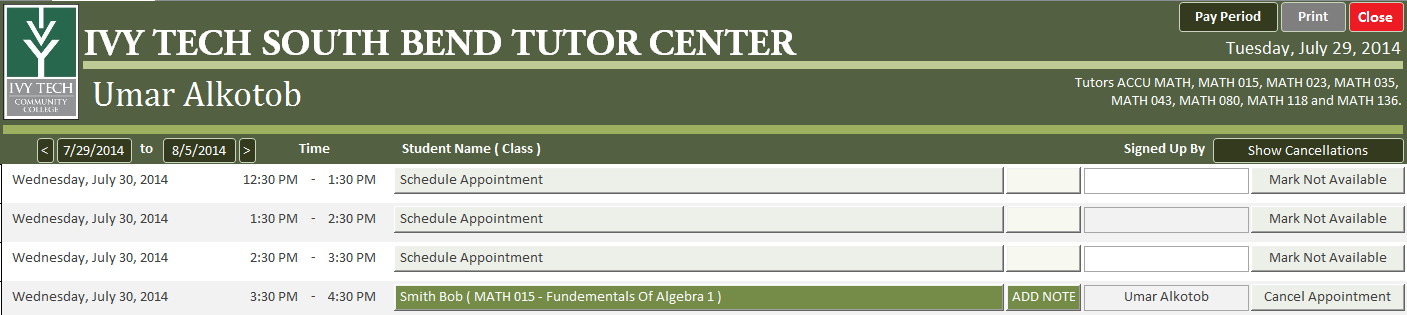 Pay Period Print Close
IVY TECH SOUTH BEND TUTOR CENTER
Tuesday, July 29, 2014
IVY TECH
COMMUNITY
COLLEGE
Umar Alkotob
Tutors ACCU MATH, MATH 015, MATH 023, MATH 035,
MATH 043, MATH 080, MATH 118 and MATH 136.
< 7/29/2014 to 8/5/2014 > Time Student Name ( Class ) Signed Up By Show Cancellations
Wednesday, July 30, 2014 12:30 PM - 1:30 PM Schedule Appointment Mark Not Available
Wednesday, July 30, 2014 1:30 PM - 2:30 PM Schedule Appointment Mark Not Available
Wednesday, July 30, 2014 2:30 PM - 3:30 PM Schedule Appointment Mark Not Available
Wednesday, July 30, 2014 3:30 PM - 4:30 PM Smith Bob ( MATH 015 - Fundementals Of Algebra 1 ) ADD NOTE Umar Alkotob Cancel Appointment